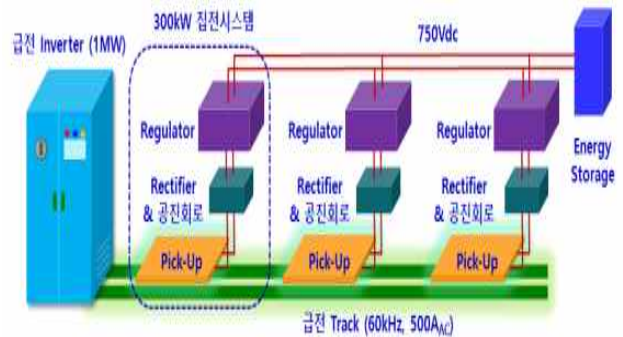 300kW 집전시스템
급전 Inverter (1MW)
750Vdc
Regulator
Regulator
Regulator
Energy
Storage
Rectifier
& 공진회로
Rectifier
& 공진회로
Rectifier
& 공진회로
Pick-Up
Pick-Up
Pick-Up
급전 Track (60kHz, 500A_AC)